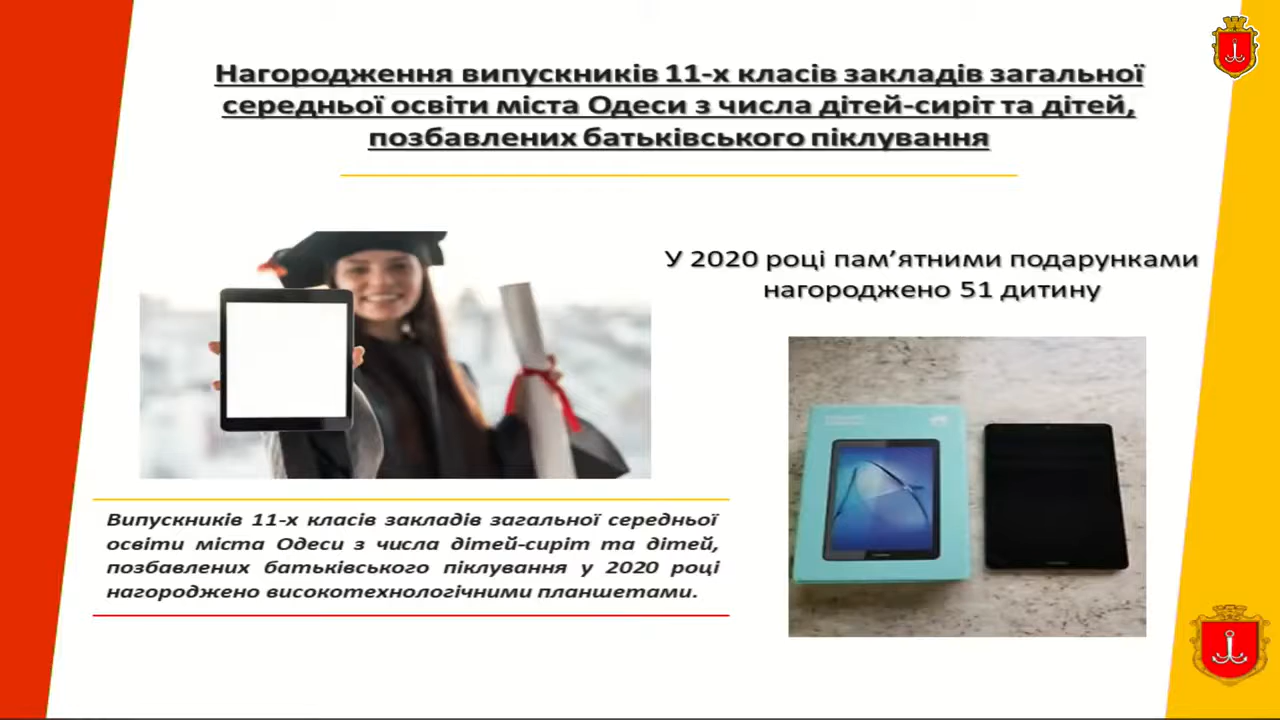 Нагородження випускників 11-х класів закладів загальної
середньої освіти міста Одеси з числа дітей-сиріт та дітей,
позбавлених батьківського піклування
У 2020 році пам’ятними подарунками
нагороджено 51 дитину
Випускників 11-х класів закладів загальної середньої
освіти міста Одеси з числа дітей-сиріт та дітей,
позбавлених батьківського піклування у 2020 році
нагороджено високотехнологічними планшетами.